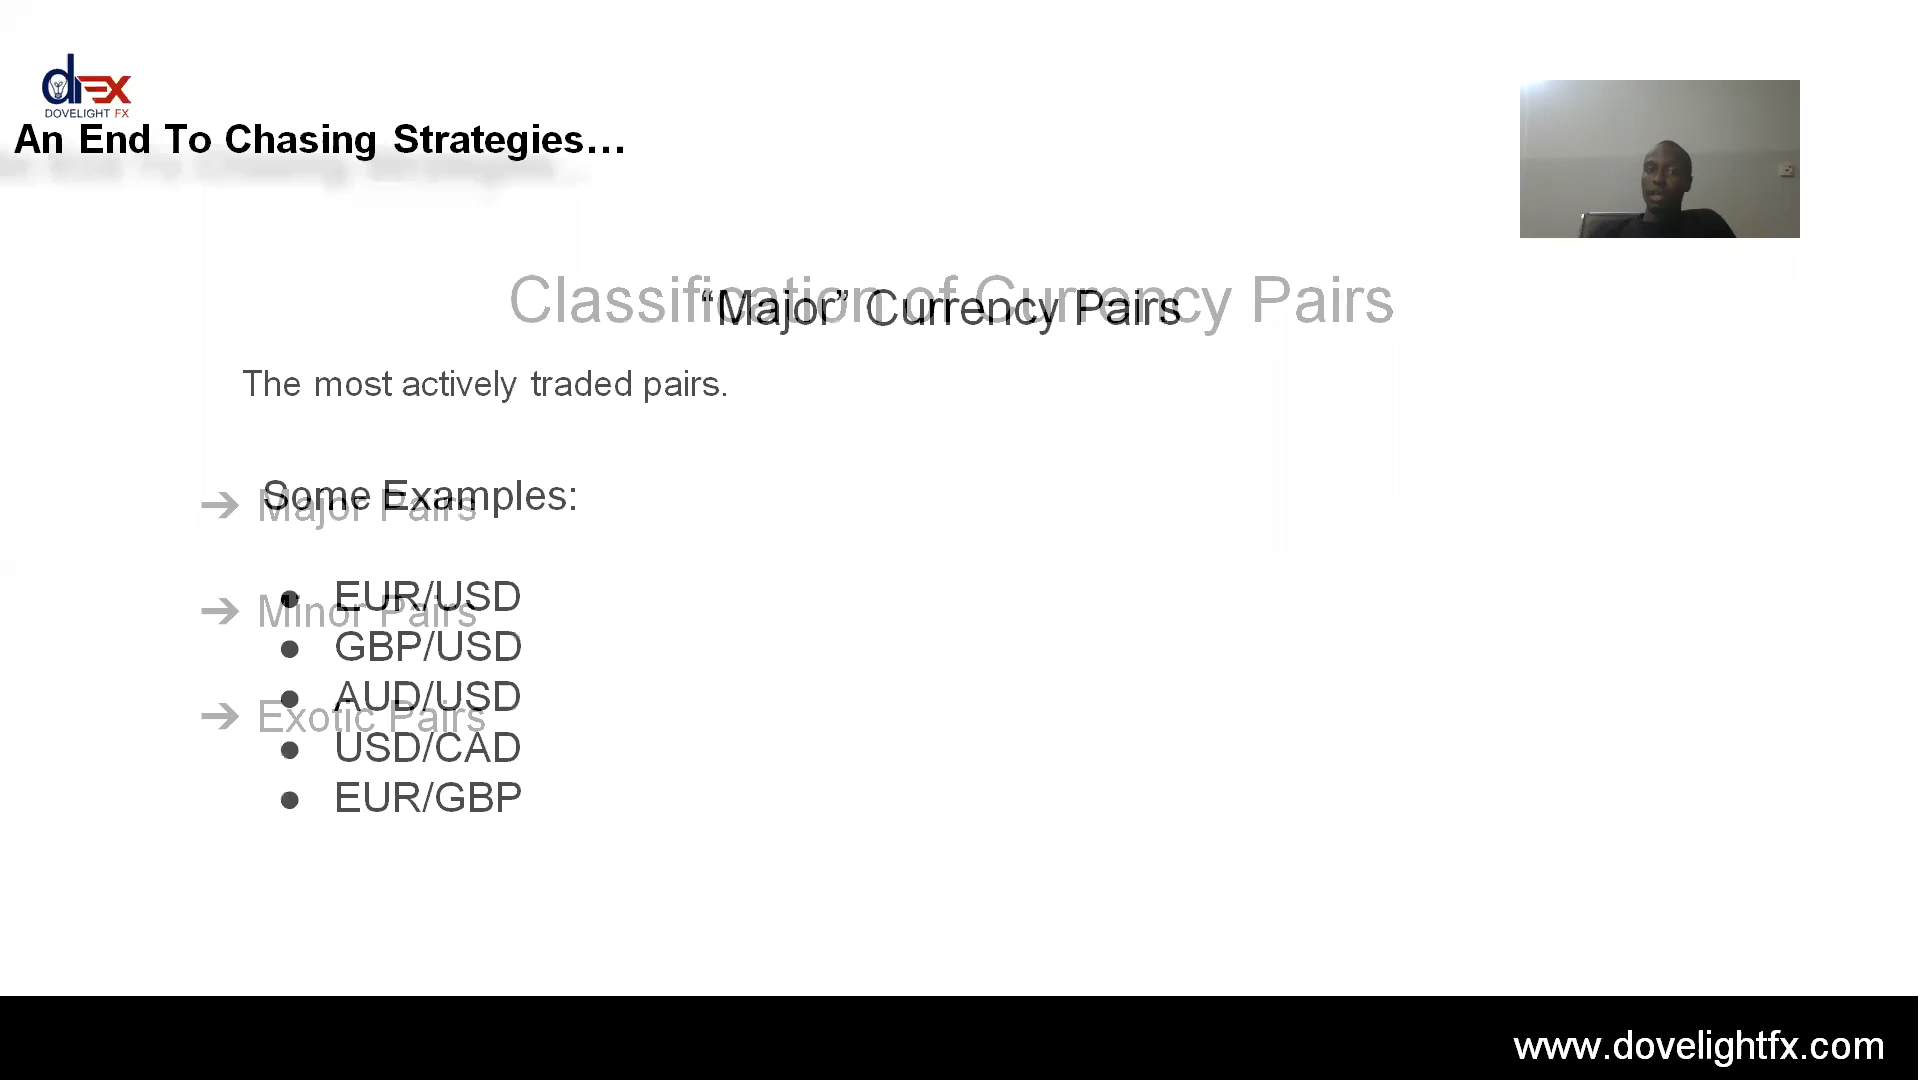 DOVELIGHT FX
An End To Chasing Strategies…
Classification of Currency Pairs
“Major” Currency Pairs
The most actively traded pairs.
Some Examples:
➔ Major Pairs
● EUR/USD
➔ Minor Pairs
● GBP/USD
● AUD/USD
➔ Exotic Pairs
● USD/CAD
● EUR/GBP
www.dovelightfx.com